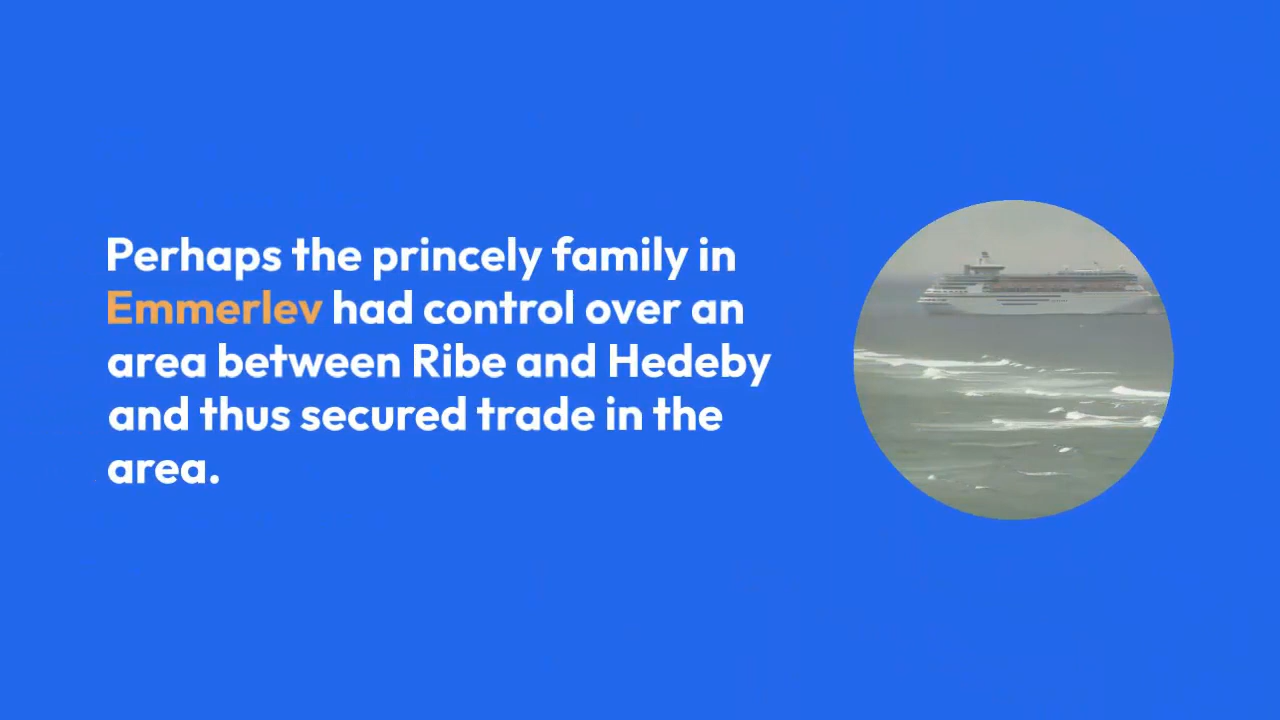 Perhaps the princely family in
Emmerlev had control over an
area between Ribe and Hedeby
and thus secured trade in the
area.